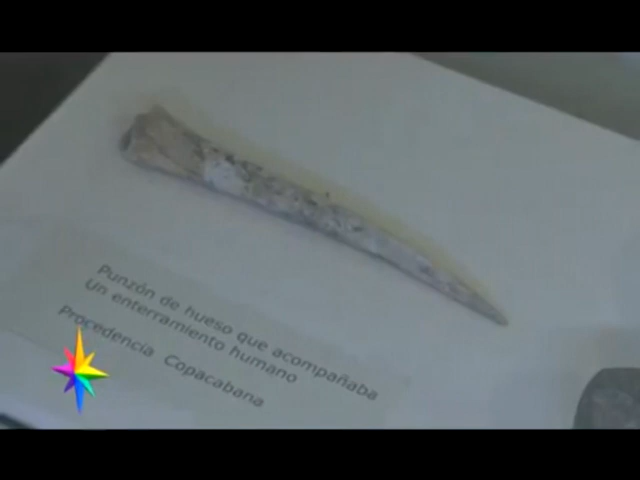 Punzón de hueso que acompañaba
Un enterramiento humano
Procedencia Copacabana